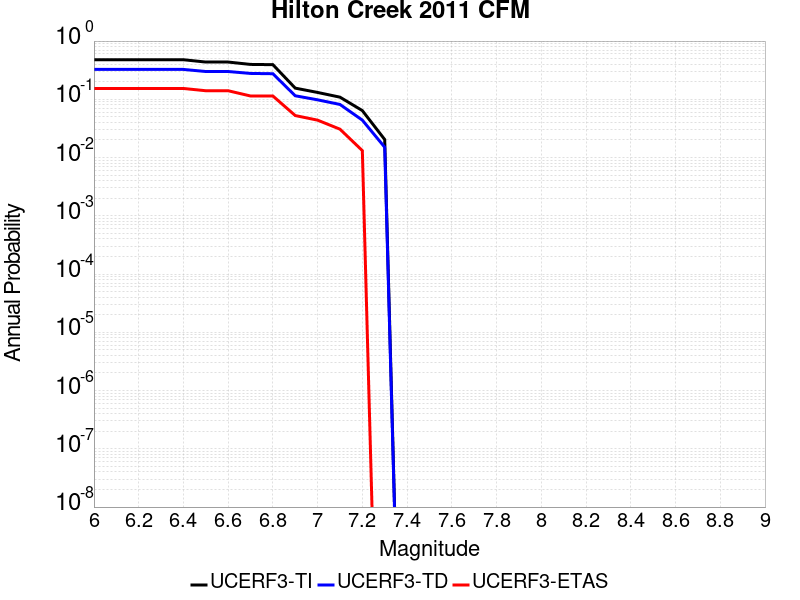 Hilton Creek 2011 CFM
10^0
10^-1
10^-2
10^-3
10^-4
10^-5
10^-6
10^-7
10^-8
Annual Probability
6 6.2 6.4 6.6 6.8 7 7.2 7.4 7.6 7.8 8 8.2 8.4 8.6 8.8 9
Magnitude
UCERF3-TI UCERF3-TD UCERF3-ETAS